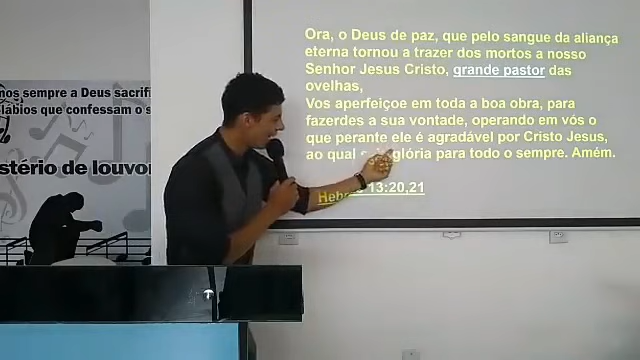 Ora, o Deus de paz, que pelo sangue da aliança
eterna tornou a trazer dos mortos a nosso
Senhor Jesus Cristo, grande pastor das
ovelhas,
Vos aperfeiçoe em toda a boa obra, para
fazerdes a sua vontade, operando em vós o
que perante ele é agradável por Cristo Jesus,
ao qual glória para todo o sempre. Amém.
13:20,21
sempre a Deus
lábios que confessam o
de louvor